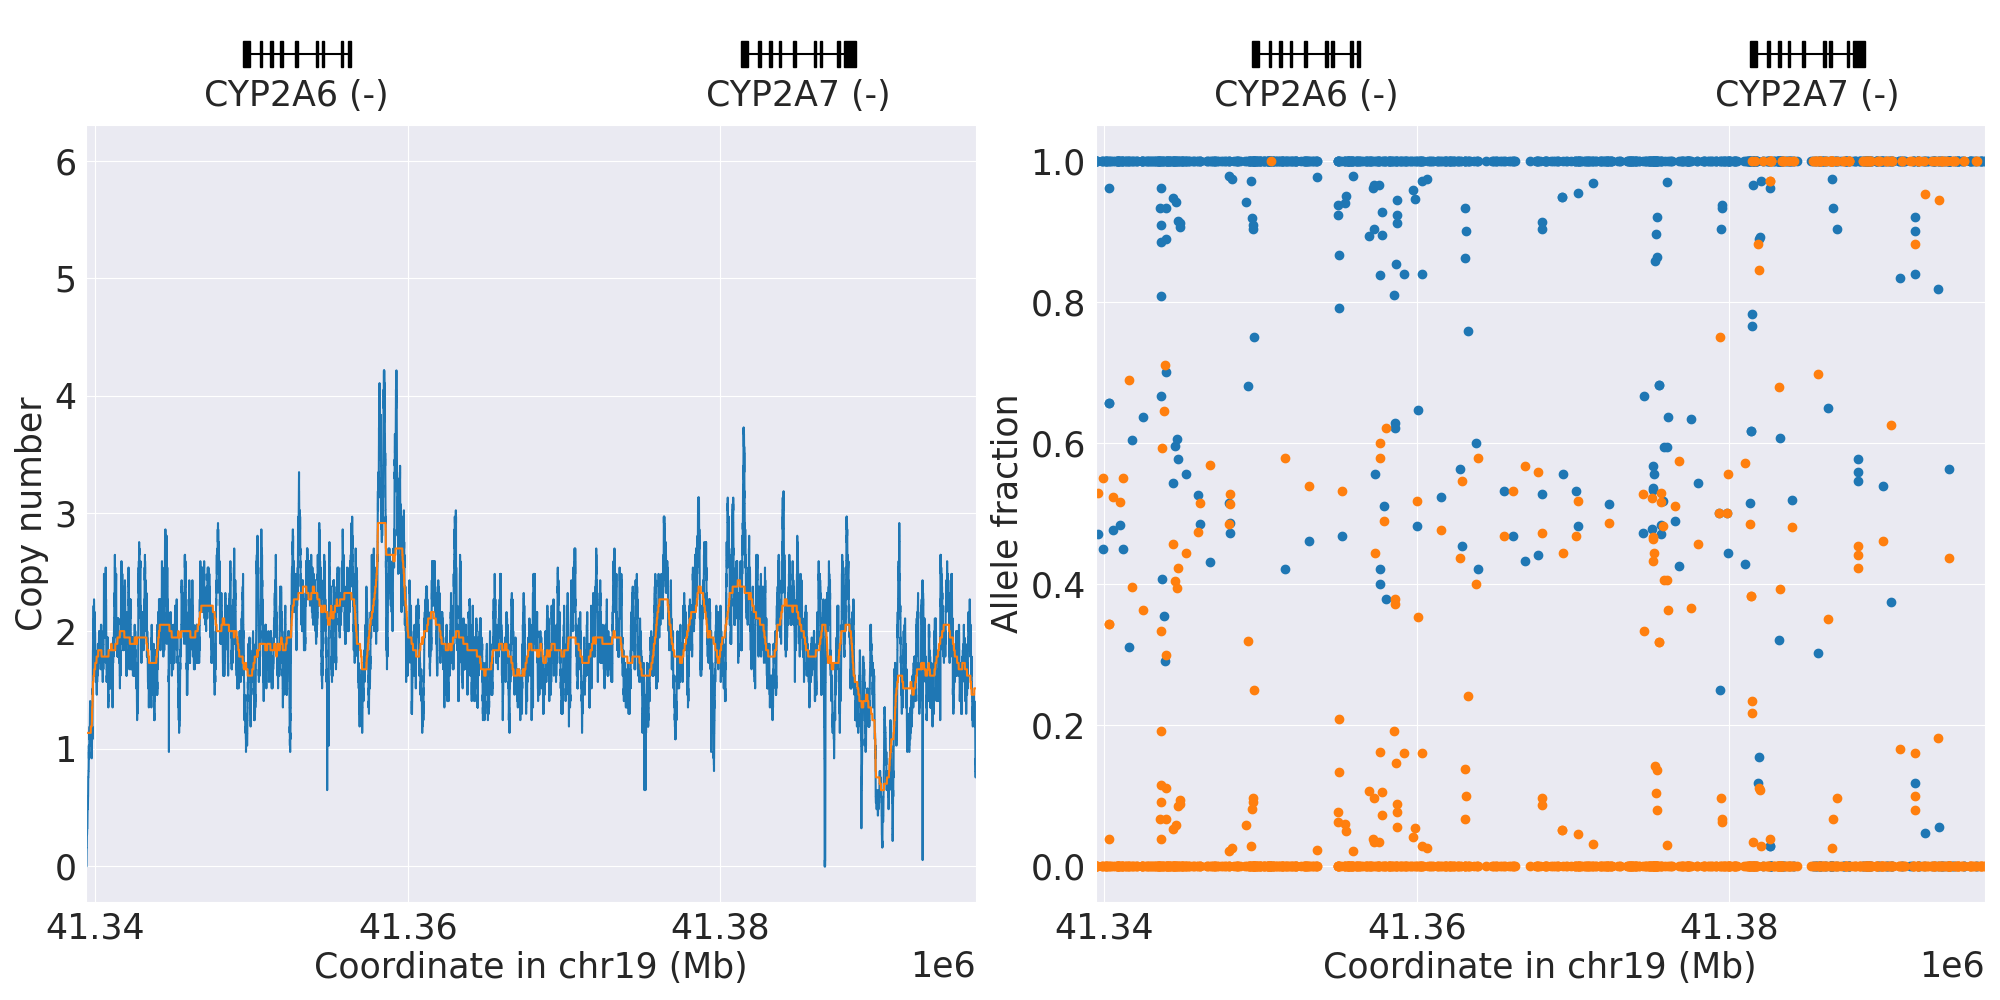 CYP2A6 (-)
CYP2A7 (-)
CYP2A6 (-)
CYP2A7 (-)
6
5
4
3
2
1
0
Copy number
41.34
41.36
41.38
Coordinate in chr19 (Mb)
1e6
1.0
0.8
0.6
0.4
0.2
0.0
Allele fraction
41.34
41.36
41.38
Coordinate in chr19 (Mb)
1e6